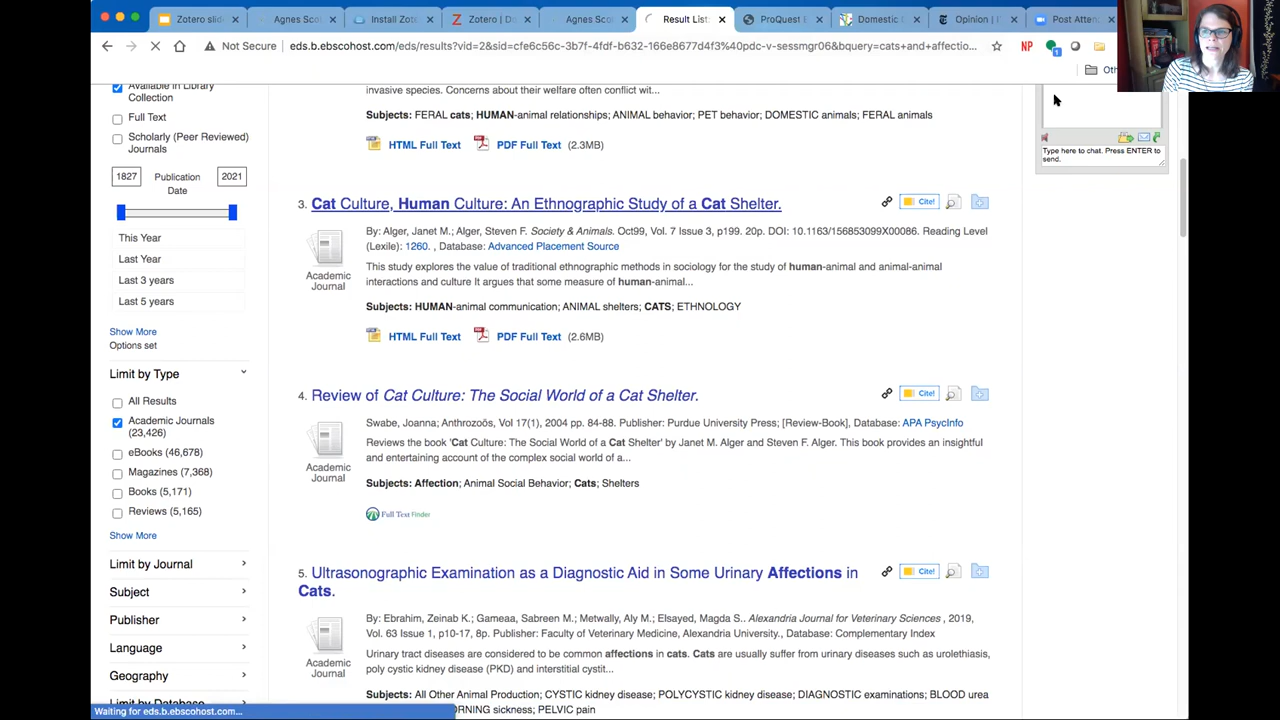 Zotero slid
Agnes Sco
Install Zot
Zotero | D
Agnes Sco
Result List:
ProQuest E
Domestic
Opinion | T
Post Atten
Not Secure
eds.b.ebscohost.com/eds/results?vid=2&sid=cfe6c56c-3b7f-4fdf-b632-166e8677d4f3%40pdc-v-sessmgr06&bquery=cats+and+affectio...
NP
1
Oth
Available in Library
Collection
Full Text
Scholarly (Peer Reviewed)
Journals
1827
Publication
Date
2021
This Year
Last Year
Last 3 years
Last 5 years
Show More
Options set
Limit by Type
All Results
Academic Journals
(23,426)
eBooks (46,678)
Magazines (7,368)
Books (5,171)
Reviews (5,165)
Show More
Limit by Journal
Subject
Publisher
Language
Geography
Limit by Database
Waiting for eds.b.ebscohost.com...
invasive species. Concerns about their welfare often conflict wit...
Subjects: FERAL cats; HUMAN-animal relationships; ANIMAL behavior; PET behavior; DOMESTIC animals; FERAL animals
HTML Full Text PDF Full Text (2.3MB)
3. Cat Culture, Human Culture: An Ethnographic Study of a Cat Shelter.
Cite!
By: Alger, Janet M.; Alger, Steven F. Society & Animals. Oct99, Vol. 7 Issue 3, p199. 20p. DOI: 10.1163/156853099X00086. Reading Level
(Lexile): 1260. , Database: Advanced Placement Source
Academic
Journal
This study explores the value of traditional ethnographic methods in sociology for the study of human-animal and animal-animal
interactions and culture It argues that some measure of human-animal...
Subjects: HUMAN-animal communication; ANIMAL shelters; CATS; ETHNOLOGY
HTML Full Text PDF Full Text (2.6MB)
4. Review of Cat Culture: The Social World of a Cat Shelter.
Cite!
Swabe, Joanna; Anthrozoös, Vol 17(1), 2004 pp. 84-88. Publisher: Purdue University Press; [Review-Book], Database: APA PsycInfo
Reviews the book 'Cat Culture: The Social World of a Cat Shelter' by Janet M. Alger and Steven F. Alger. This book provides an insightful
and entertaining account of the complex social world of a...
Academic
Journal
Subjects: Affection; Animal Social Behavior; Cats; Shelters
Full Text Finder
5. Ultrasonographic Examination as a Diagnostic Aid in Some Urinary Affections in
Cats.
Cite!
By: Ebrahim, Zeinab K.; Gameaa, Sabreen M.; Metwally, Aly M.; Elsayed, Magda S.. Alexandria Journal for Veterinary Sciences , 2019,
Vol. 63 Issue 1, p10-17, 8p. Publisher: Faculty of Veterinary Medicine, Alexandria University., Database: Complementary Index
Academic
Journal
Urinary tract diseases are considered to be common affections in cats. Cats are usually suffer from urinary diseases such as urolethiasis,
poly cystic kidney disease (PKD) and interstitial cystit...
Subjects: All Other Animal Production; CYSTIC kidney disease; POLYCYSTIC kidney disease; DIAGNOSTIC examinations; BLOOD urea
ORNING sickness; PELVIC pain
Type here to chat. Press ENTER to
send.